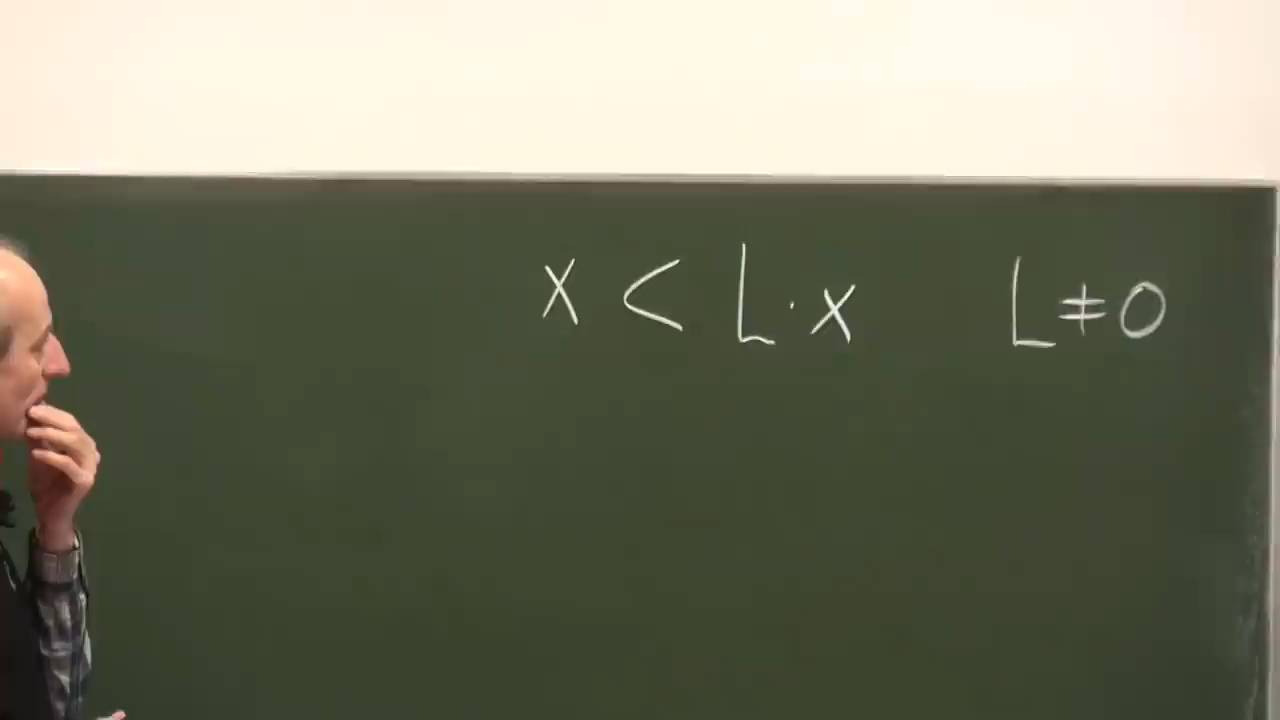 x < L · x L ≠ 0